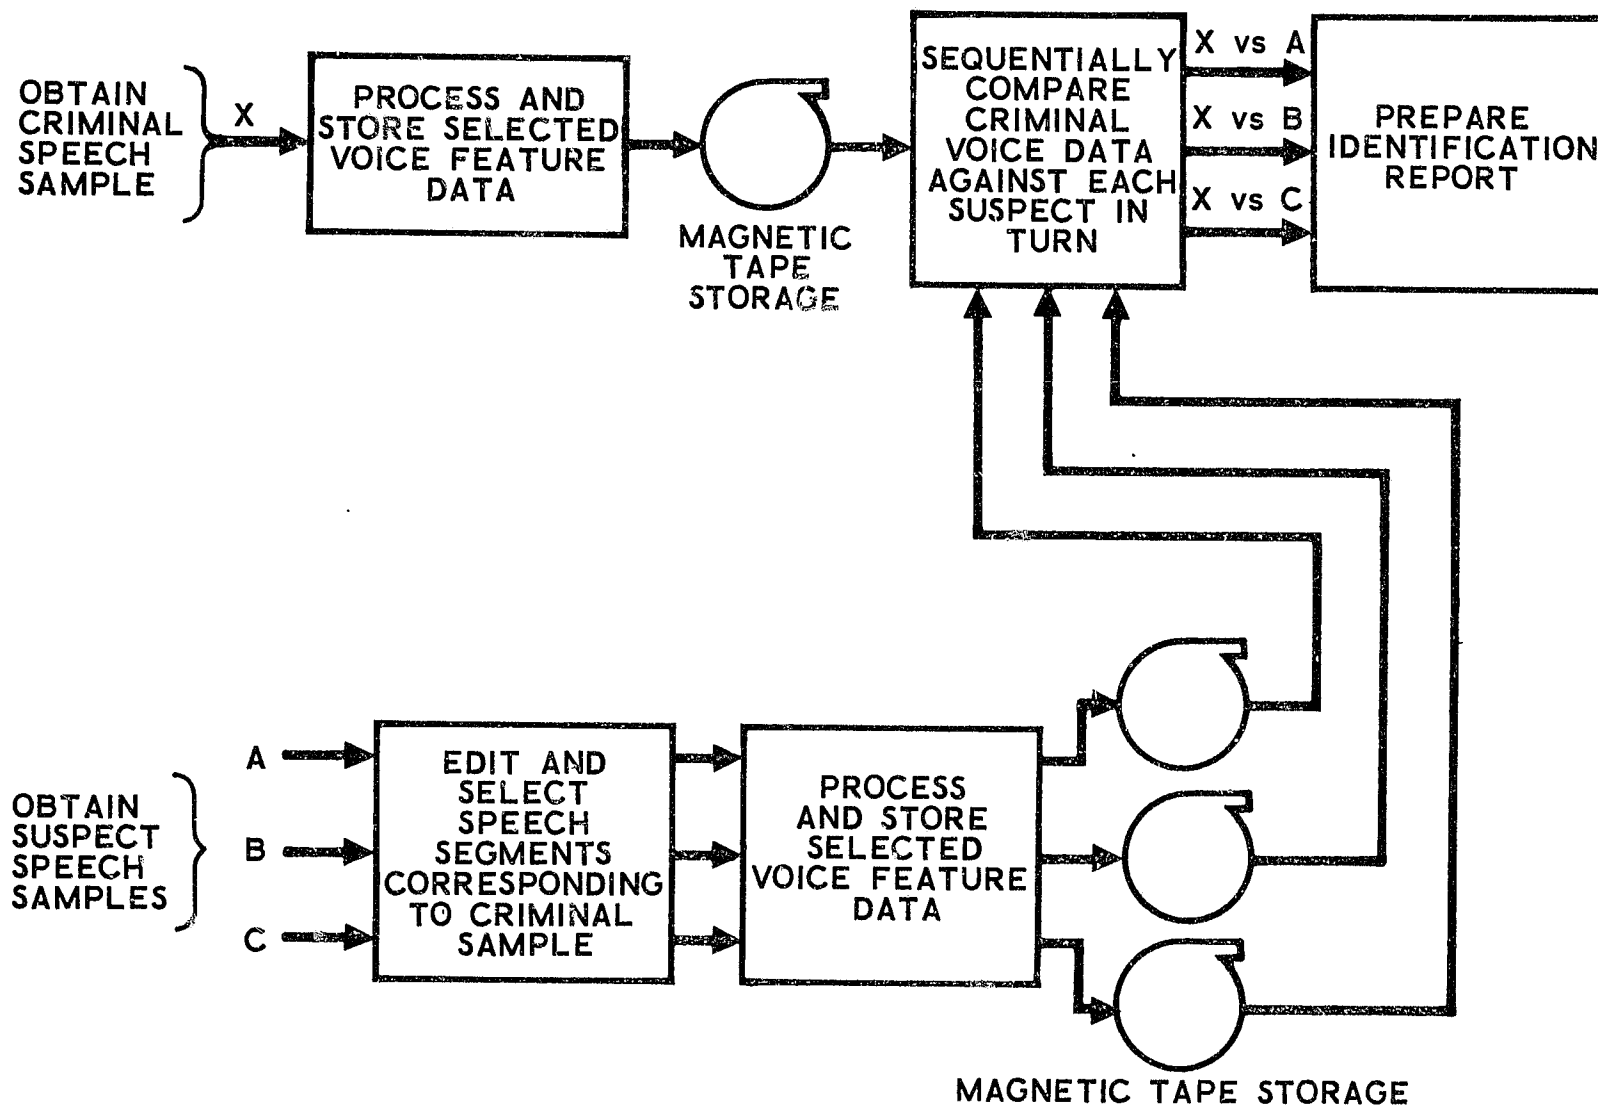 OBTAIN
CRIMINAL
SPEECH
SAMPLE
X
PROCESS AND
STORE SELECTED
VOICE FEATURE
DATA
MAGNETIC
TAPE
STORAGE
SEQUENTIALLY
COMPARE
CRIMINAL
VOICE DATA
AGAINST EACH
SUSPECT IN
TURN
X vs A
X vs B
X vs C
PREPARE
IDENTIFICATION
REPORT
OBTAIN
SUSPECT
SPEECH
SAMPLES
A
B
C
EDIT AND
SELECT
SPEECH
SEGMENTS
CORRESPONDING
TO CRIMINAL
SAMPLE
PROCESS
AND STORE
SELECTED
VOICE FEATURE
DATA
MAGNETIC TAPE STORAGE